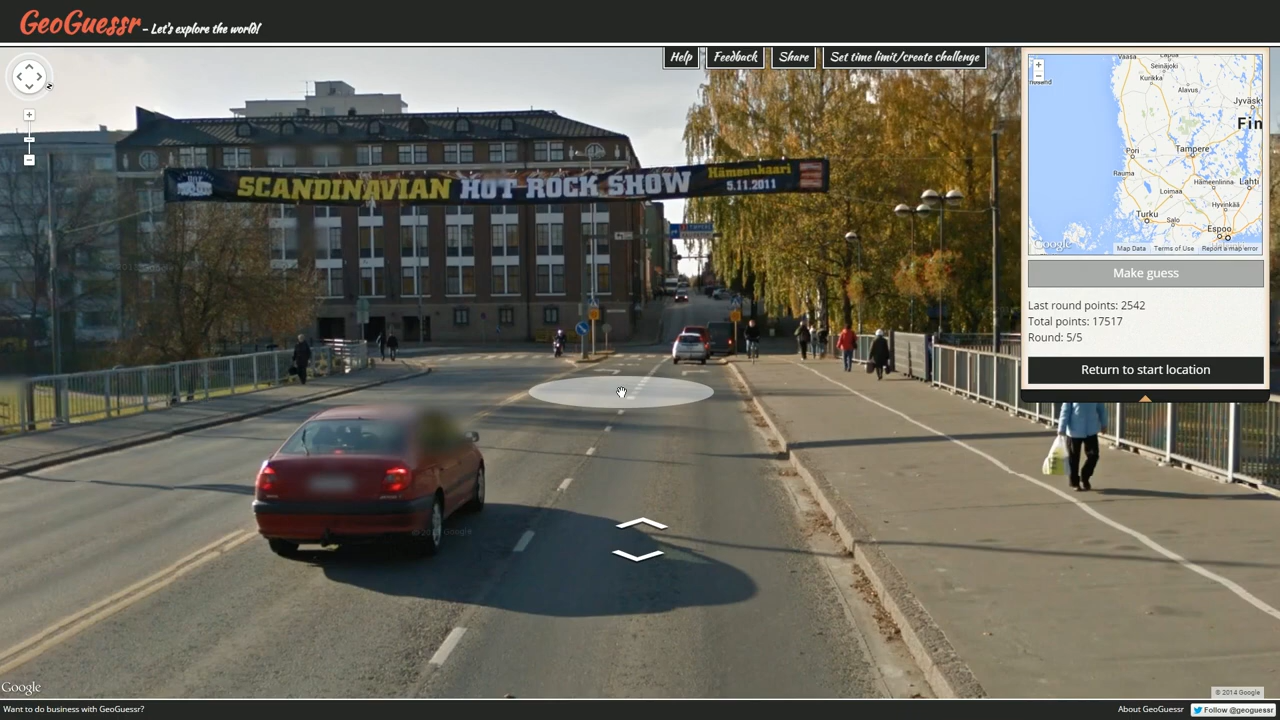 GeoGuessr - Let's explore the world!
Help
Feedback
Share
Set time limit/create challenge
SCANDINAVIAN HOT ROCK SHOW
Hämeenkaari
5.11.2011
Vaasa
Seinäjoki
Kurikka
Alavus
Jyväsk
Fin
Pori
Tampere
Rauma
Hämeenlinna
Lahti
Loimaa
Hyvinkää
Turku
Salo
Espoo
Google
Map Data
Terms of Use
Report a map error
Make guess
Last round points: 2542
Total points: 17517
Round: 5/5
Return to start location
Google
© 2014 Google
Want to do business with GeoGuessr?
About GeoGuessr
Follow @geoguessr